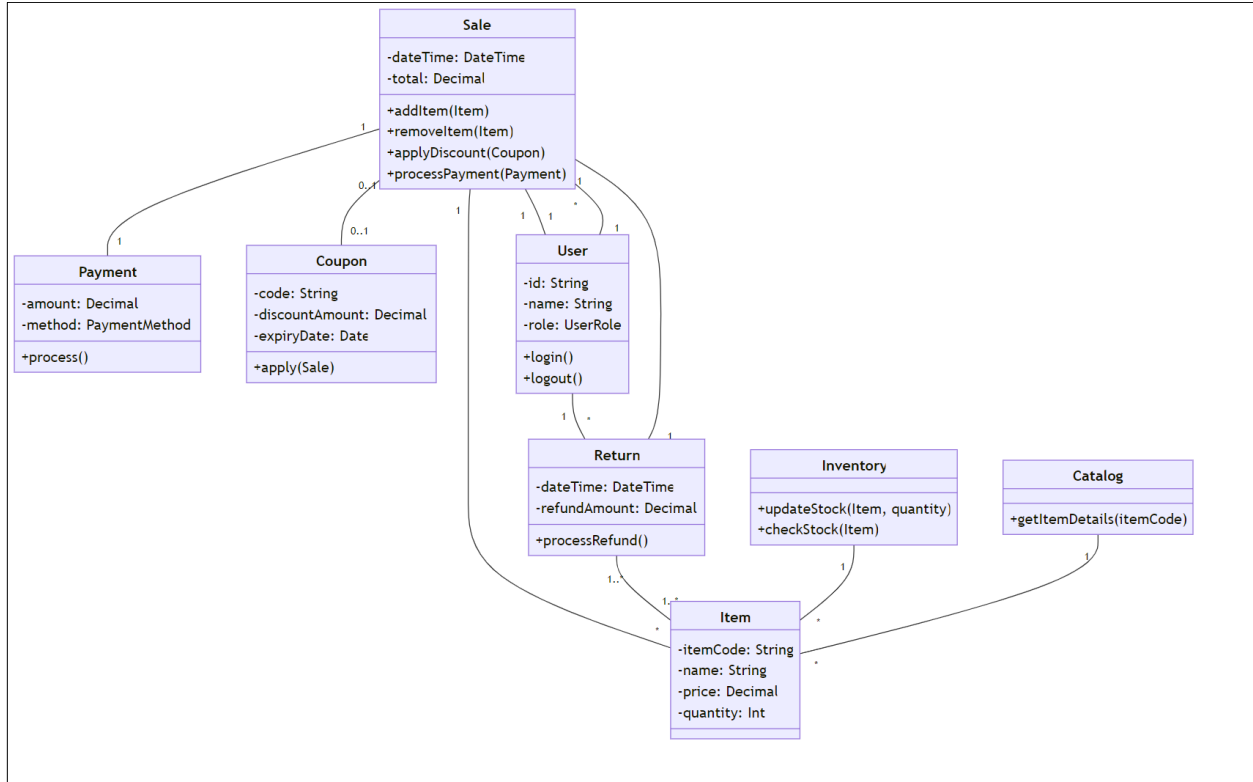 Sale
-dateTime: DateTime
-total: Decimal
+addItem(Item)
+removeItem(Item)
+applyDiscount(Coupon)
+processPayment(Payment)
1
0..1
1
1
1
1
*
1
0..1
1
Payment
-amount: Decimal
-method: PaymentMethod
+process()
Coupon
-code: String
-discountAmount: Decimal
-expiryDate: Date
+apply(Sale)
User
-id: String
-name: String
-role: UserRole
+login()
+logout()
1
*
1
Return
-dateTime: DateTime
-refundAmount: Decimal
+processRefund()
Inventory
+updateStock(Item, quantity)
+checkStock(Item)
Catalog
+getItemDetails(itemCode)
1..*
1
1
1..*
*
*
*
Item
-itemCode: String
-name: String
-price: Decimal
-quantity: Int